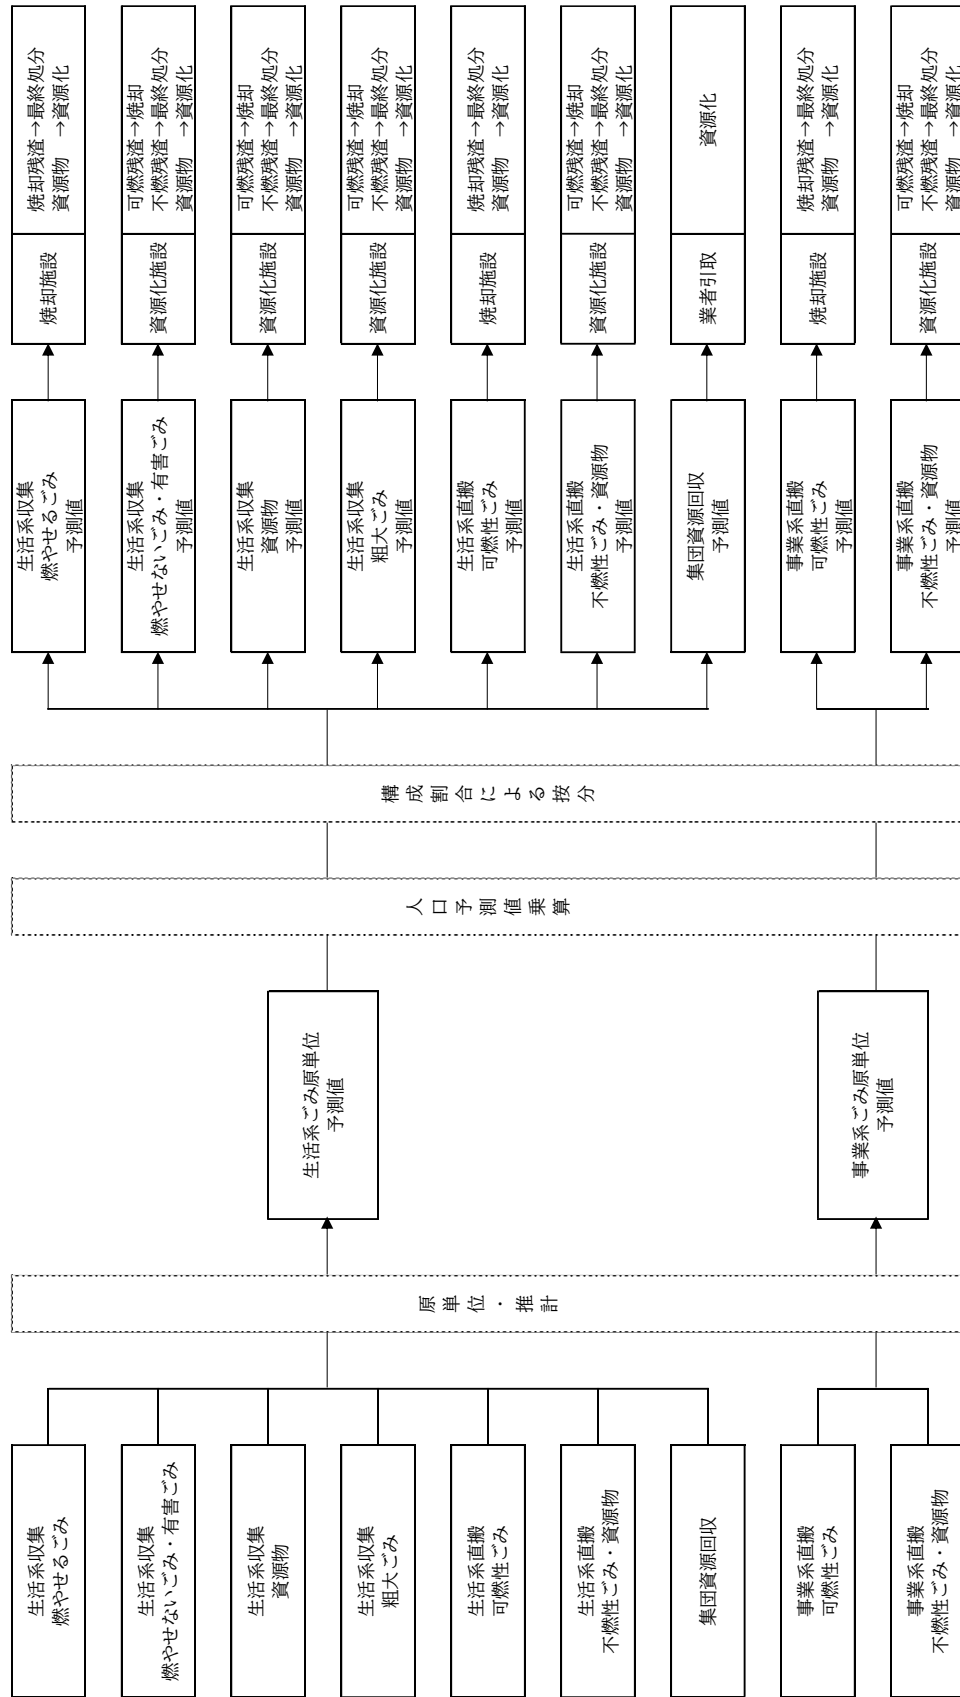 生活系収集
燃やせるごみ
生活系収集
燃やせないごみ・有害ごみ
生活系収集
資源物
生活系収集
粗大ごみ
生活系直搬
可燃性ごみ
生活系直搬
不燃性ごみ・資源物
集団資源回収
事業系直搬
可燃性ごみ
事業系直搬
不燃性ごみ・資源物
原単位・推計
生活系ごみ原単位
予測値
事業系ごみ原単位
予測値
人口予測値乗算
構成割合による按分
生活系収集
燃やせるごみ
予測値
生活系収集
燃やせないごみ・有害ごみ
予測値
生活系収集
資源物
予測値
生活系収集
粗大ごみ
予測値
生活系直搬
可燃性ごみ
予測値
生活系直搬
不燃性ごみ・資源物
予測値
集団資源回収
予測値
事業系直搬
可燃性ごみ
予測値
事業系直搬
不燃性ごみ・資源物
予測値
焼却施設
焼却残渣→最終処分
資源物　→資源化
資源化施設
可燃残渣→焼却
不燃残渣→最終処分
資源物　→資源化
資源化施設
可燃残渣→焼却
不燃残渣→最終処分
資源物　→資源化
資源化施設
可燃残渣→焼却
不燃残渣→最終処分
資源物　→資源化
焼却施設
焼却残渣→最終処分
資源物　→資源化
資源化施設
可燃残渣→焼却
不燃残渣→最終処分
資源物　→資源化
業者引取
資源化
焼却施設
焼却残渣→最終処分
資源物　→資源化
資源化施設
可燃残渣→焼却
不燃残渣→最終処分
資源物　→資源化